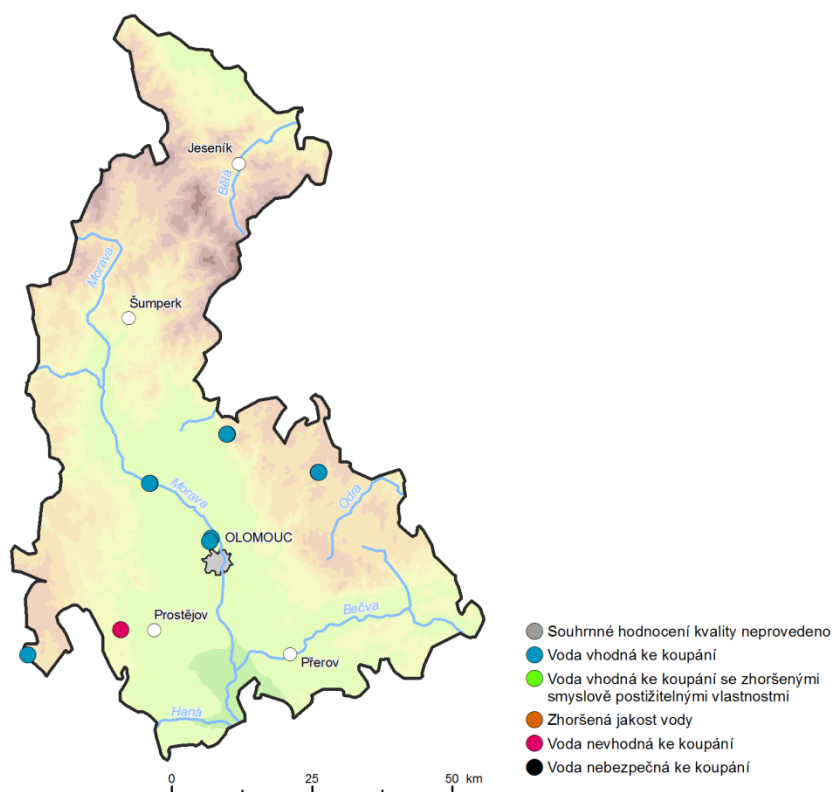 Jeseník
Bělá
Morava
Šumperk
Morava
Odra
OLOMOUC
Prostějov
Bečva
Přerov
Haná
Souhrnné hodnocení kvality neprovedeno
Voda vhodná ke koupání
Voda vhodná ke koupání se zhoršenými
smyslově postižitelnými vlastnostmi
Zhoršená jakost vody
Voda nevhodná ke koupání
Voda nebezpečná ke koupání
0 25 50 km